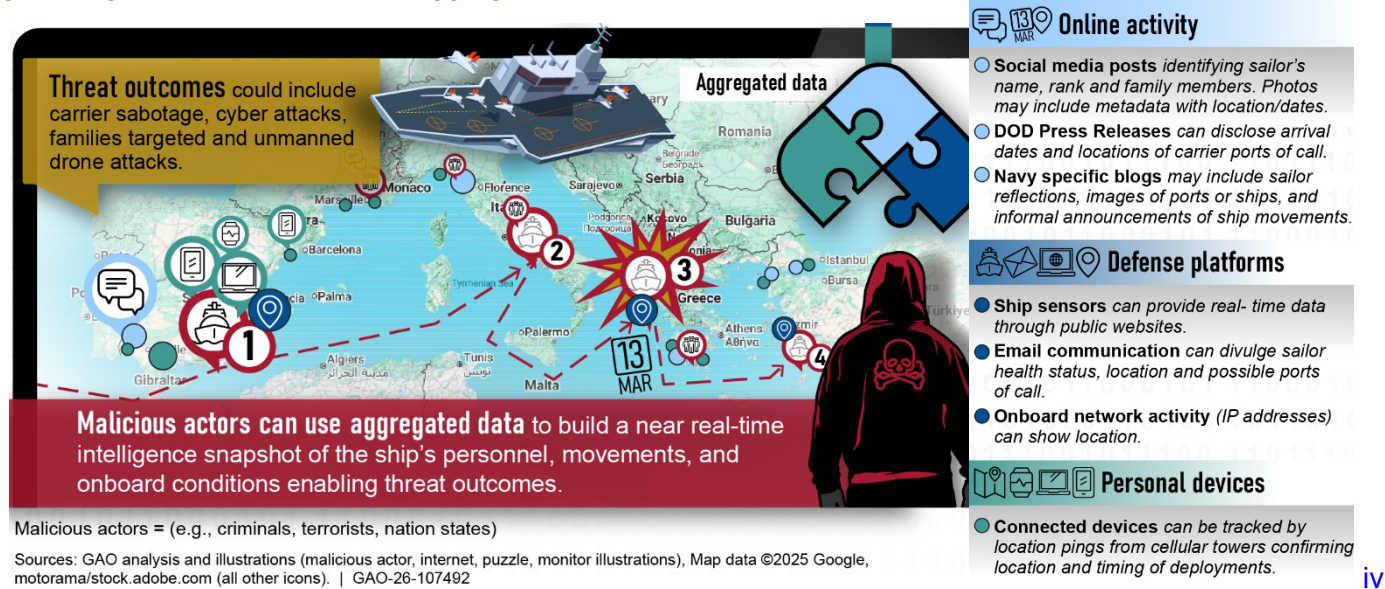 Threat outcomes could include
carrier sabotage, cyber attacks,
families targeted and unmanned
drone attacks.
Aggregated data
Romania
Belgrade
Београд
Serbia
Sarajevo
Monaco
Florence
Marseille
Podgorica
Подгорица
Kosovo
Bulgaria
Barcelona
2
3
Istanbul
Bursa
Palma
Tyrrhenian Sea
Greece
Türkiye
1
Palermo
Athens
Αθήνα
Izmir
4
13
MAR
Algiers
الجزائر
Tunis
تونس
Gibraltar
Malta
Malicious actors can use aggregated data to build a near real-time
intelligence snapshot of the ship's personnel, movements, and
onboard conditions enabling threat outcomes.
Malicious actors = (e.g., criminals, terrorists, nation states)
Sources: GAO analysis and illustrations (malicious actor, internet, puzzle, monitor illustrations), Map data ©2025 Google,
motorama/stock.adobe.com (all other icons). | GAO-26-107492
13
MAR
Online activity
Social media posts identifying sailor's
name, rank and family members. Photos
may include metadata with location/dates.
DOD Press Releases can disclose arrival
dates and locations of carrier ports of call.
Navy specific blogs may include sailor
reflections, images of ports or ships, and
informal announcements of ship movements.
Defense platforms
Ship sensors can provide real- time data
through public websites.
Email communication can divulge sailor
health status, location and possible ports
of call.
Onboard network activity (IP addresses)
can show location.
Personal devices
Connected devices can be tracked by
location pings from cellular towers confirming
location and timing of deployments.
iv